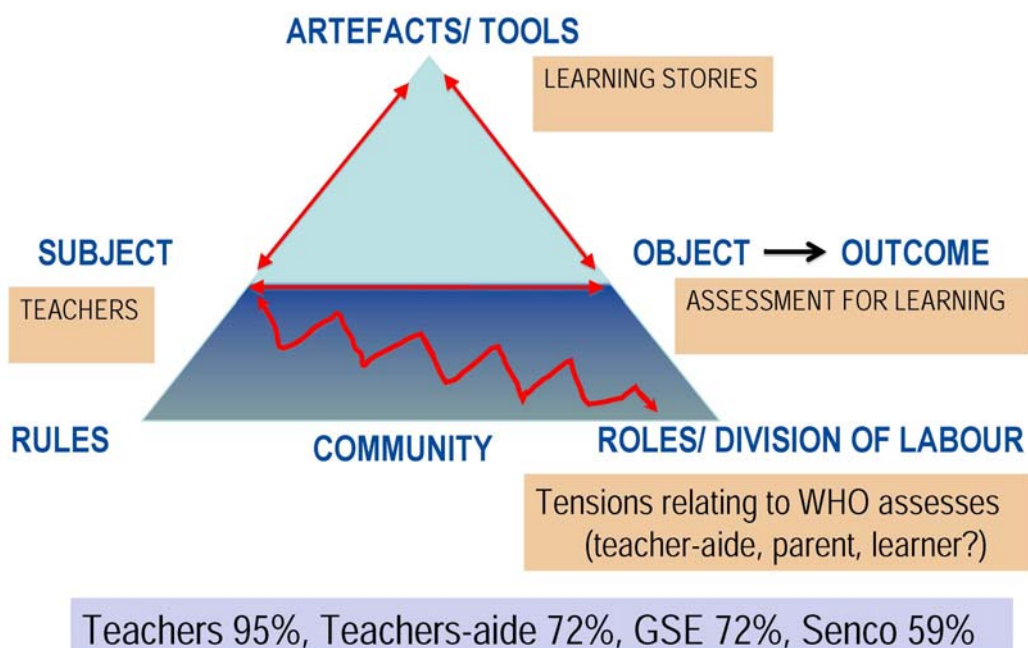 ARTEFACTS/ TOOLS
LEARNING STORIES
SUBJECT
OBJECT → OUTCOME
TEACHERS
ASSESSMENT FOR LEARNING
RULES
COMMUNITY
ROLES/ DIVISION OF LABOUR
Tensions relating to WHO assesses
(teacher-aide, parent, learner?)
Teachers 95%, Teachers-aide 72%, GSE 72%, Senco 59%